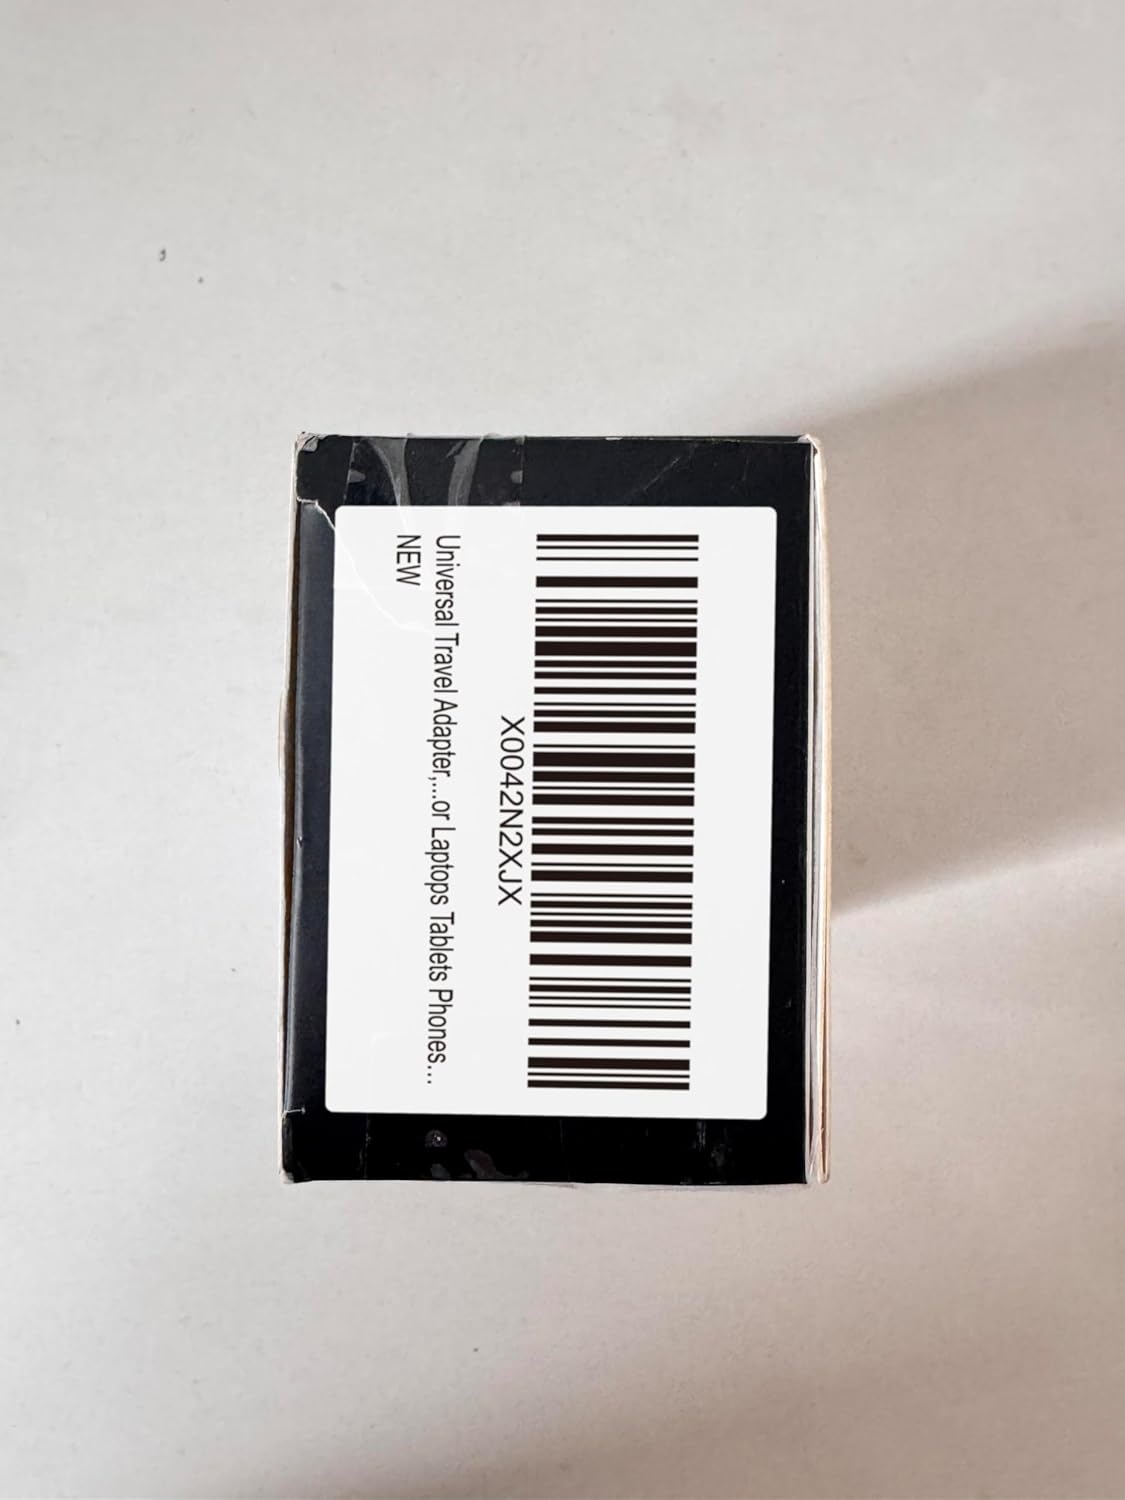 X0042N2XJX
Universal Travel Adapter,...or Laptops Tablets Phones...
NEW